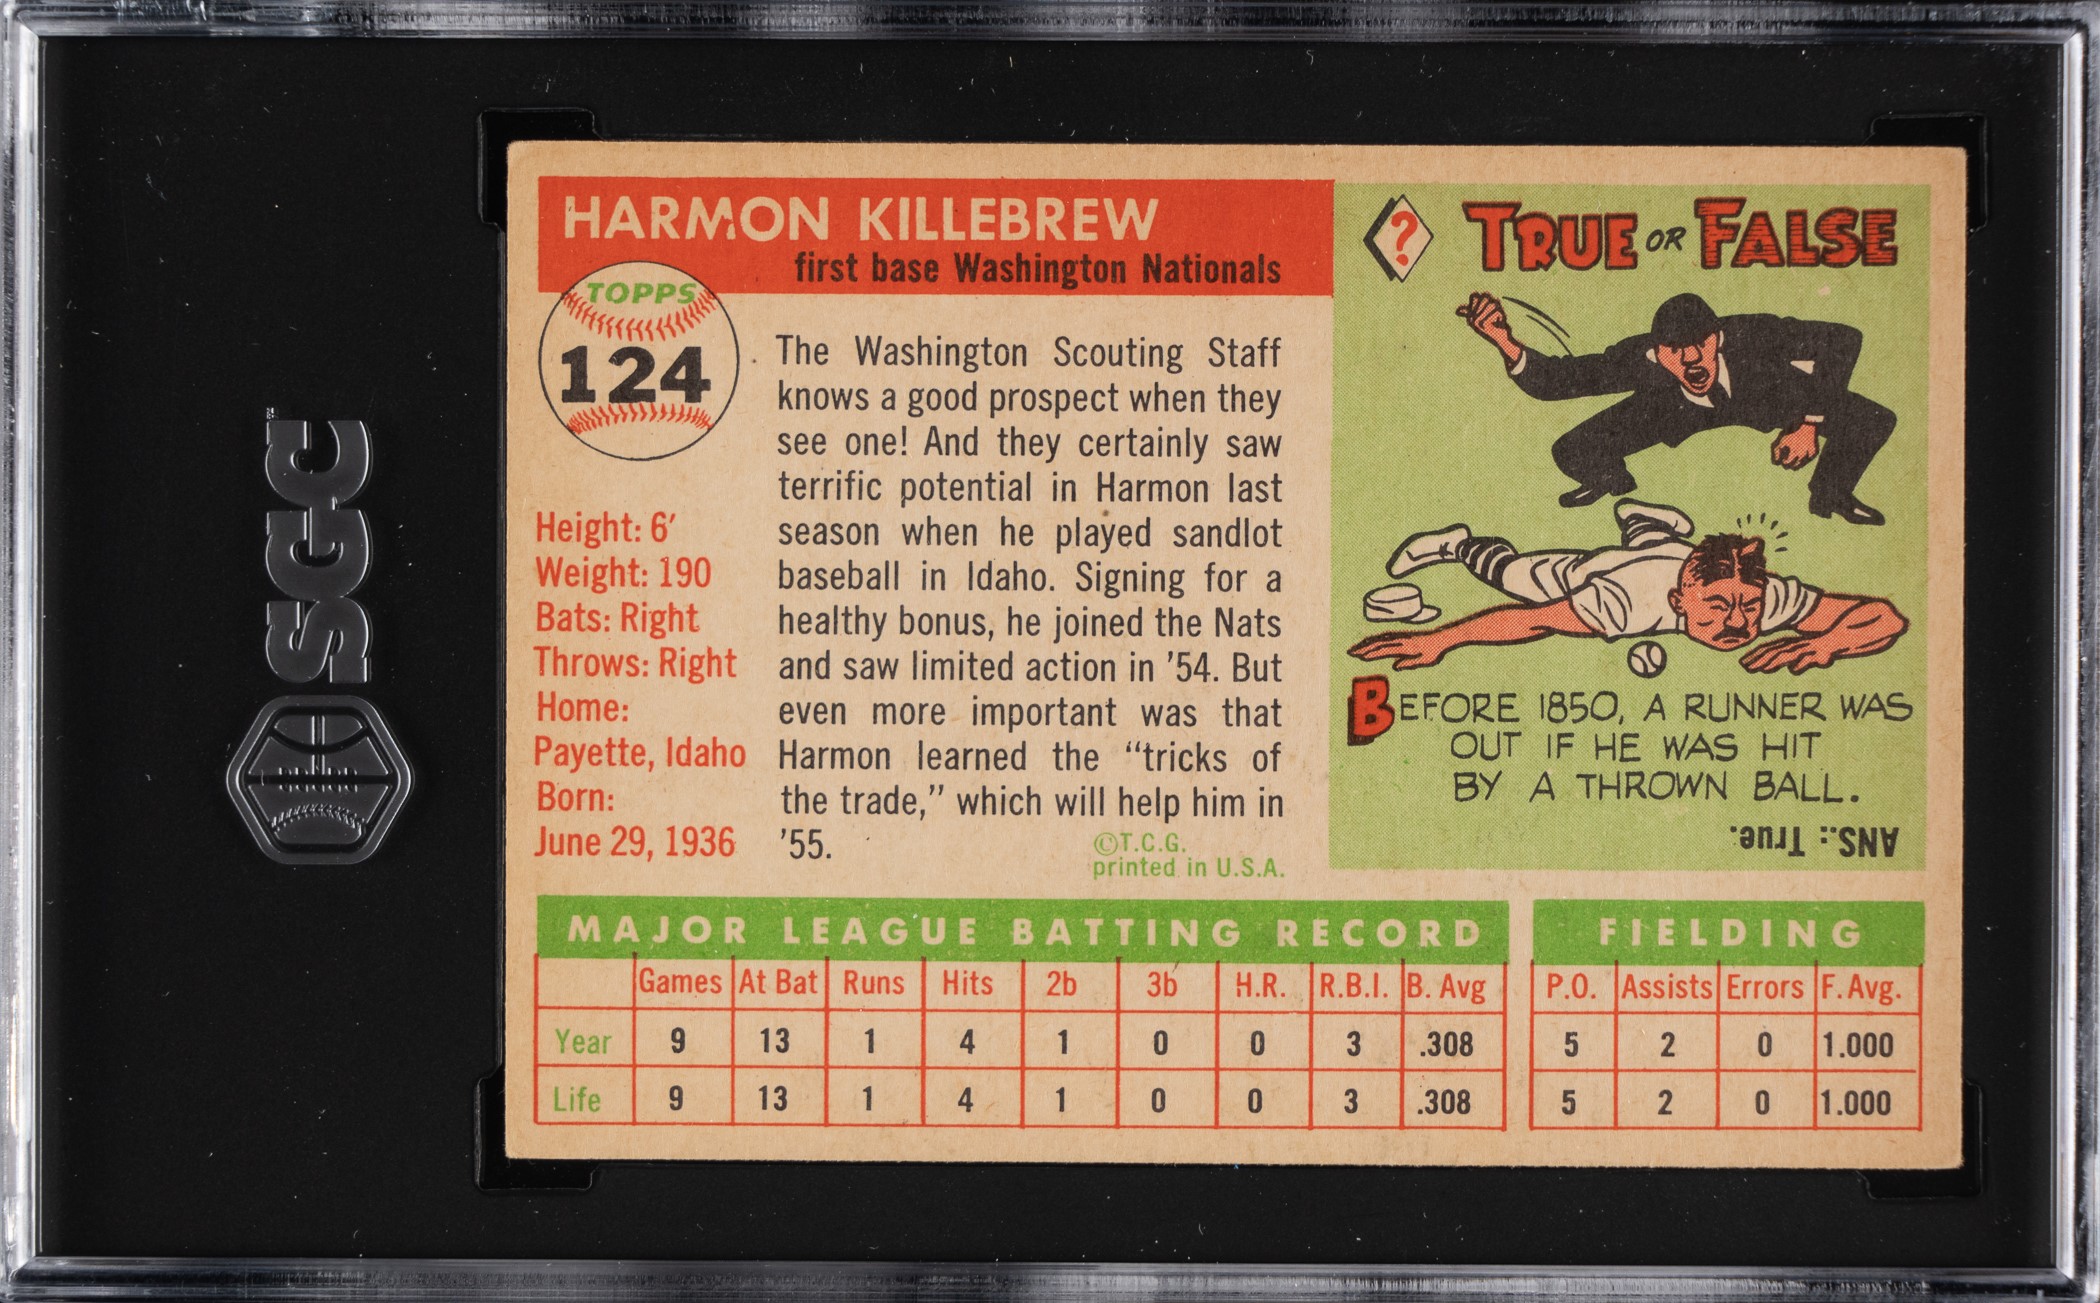 SGC
HARMON KILLEBREW
first base Washington Nationals
TOPPS
124
Height: 6′
Weight: 190
Bats: Right
Throws: Right
Home:
Payette, Idaho
Born:
June 29, 1936
The Washington Scouting Staff
knows a good prospect when they
see one! And they certainly saw
terrific potential in Harmon last
season when he played sandlot
baseball in Idaho. Signing for a
healthy bonus, he joined the Nats
and saw limited action in ’54. But
even more important was that
Harmon learned the “tricks of
the trade,” which will help him in
’55.
©T.C.G.
printed in U.S.A.
?
TRUE OR FALSE
BEFORE 1850, A RUNNER WAS
OUT IF HE WAS HIT
BY A THROWN BALL.
ANS.: True.
MAJOR LEAGUE BATTING RECORD
Games At Bat Runs Hits 2b 3b H.R. R.B.I. B. Avg
Year 9 13 1 4 1 0 0 3 .308
Life 9 13 1 4 1 0 0 3 .308
FIELDING
P.O. Assists Errors F. Avg.
5 2 0 1.000
5 2 0 1.000